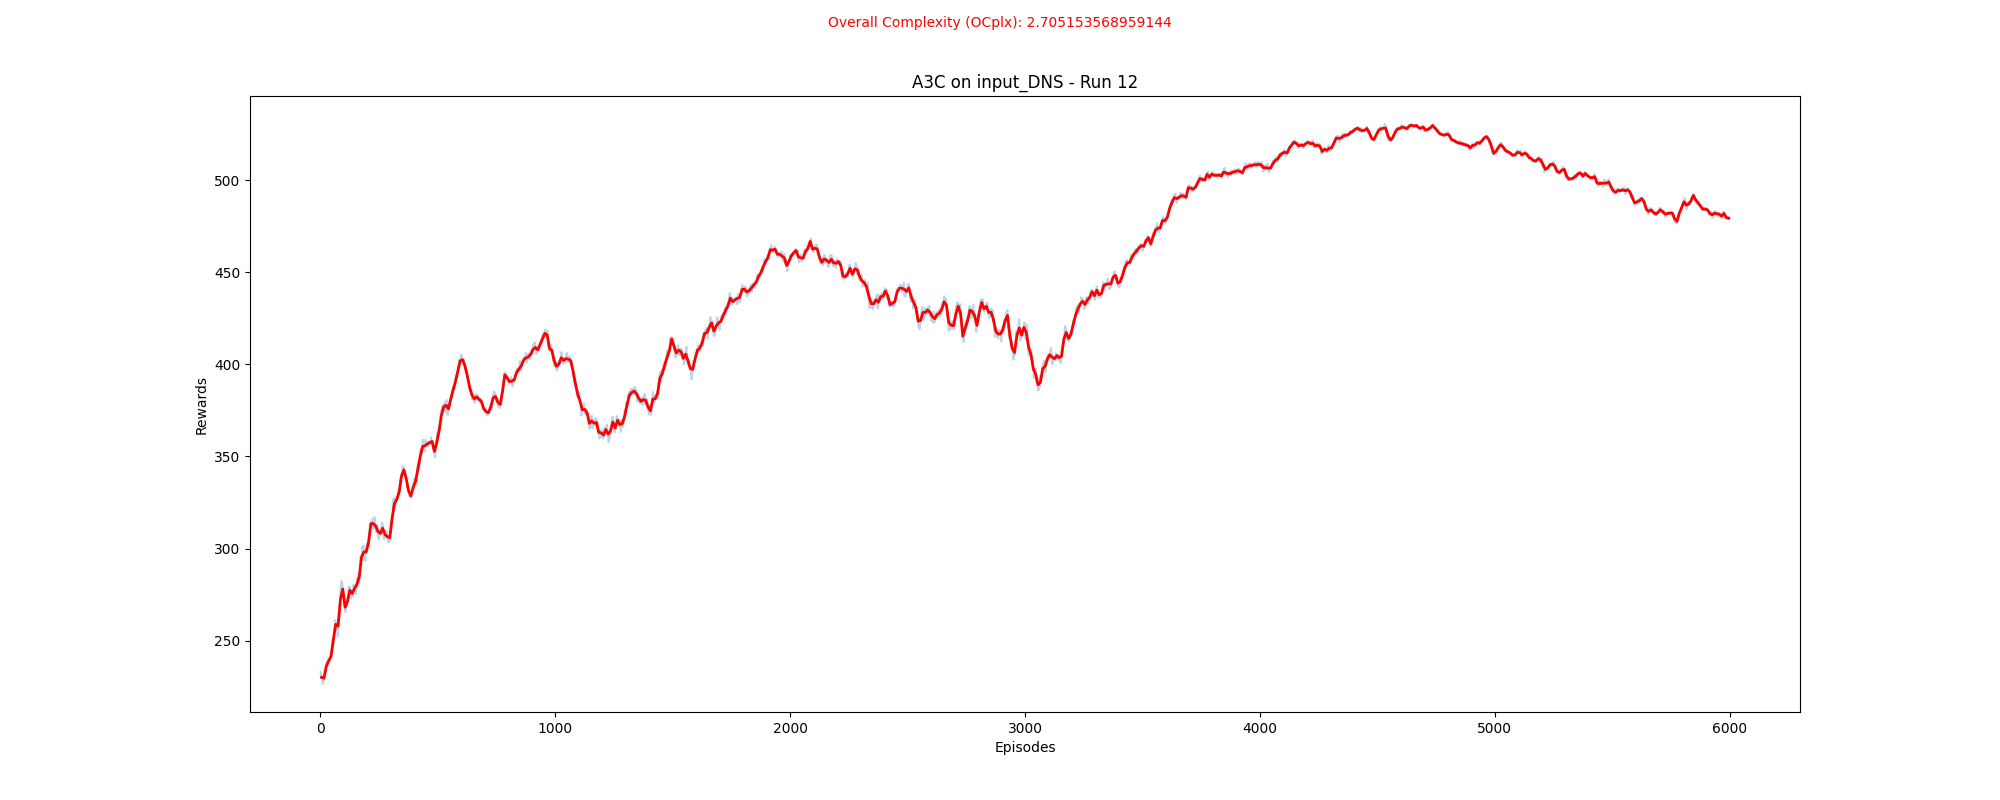 Overall Complexity (OCplx): 2.705153568959144
A3C on input_DNS - Run 12
500
450
400
350
300
250
Rewards
0 1000 2000 3000 4000 5000 6000
Episodes